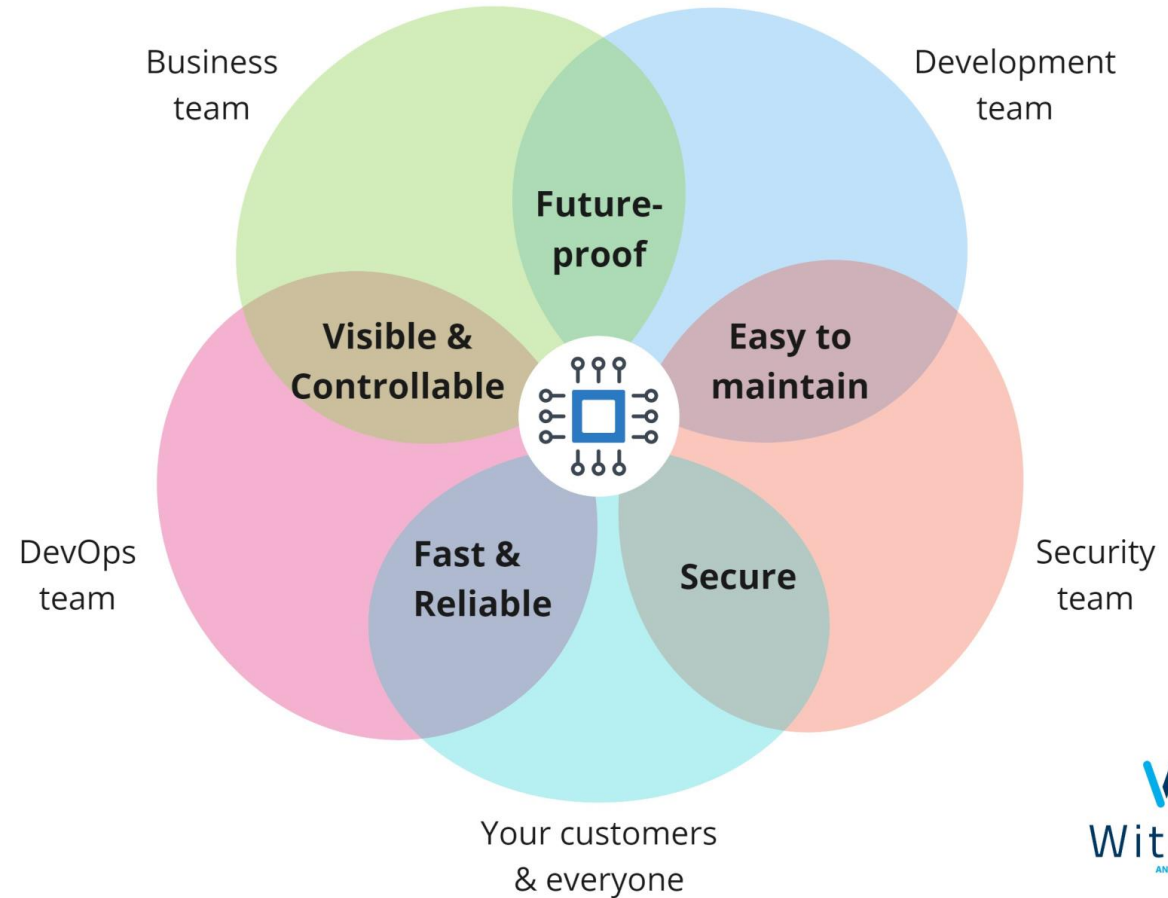 Business
team
Development
team
Future-
proof
Visible &
Controllable
Easy to
maintain
DevOps
team
Fast &
Reliable
Secure
Security
team
Your customers
& everyone